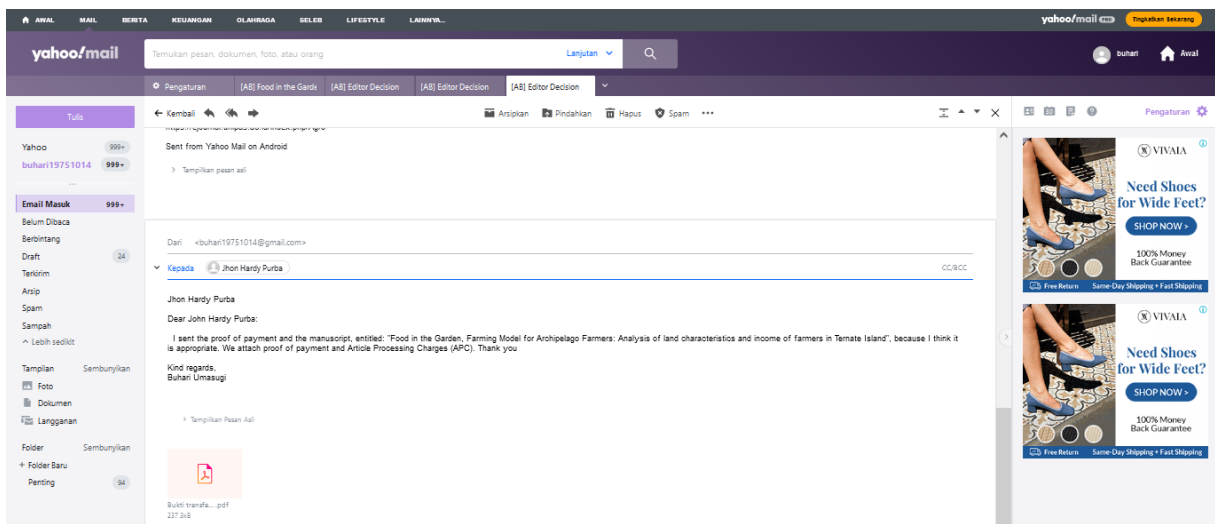 AWAL MAIL BERITA KEUANGAN OLAHRAGA SELEB LIFESTYLE LAINNYA...
yahoo!mail PRO Tingkatkan Sekarang
yahoo!mail
Temukan pesan, dokumen, foto, atau orang
Lanjutan
buhari
Awal
Pengaturan [AB] Food in the Garde [AB] Editor Decision [AB] Editor Decision [AB] Editor Decision
Tulis
Yahoo 999+
buhari19751014 999+
Email Masuk 999+
Belum Dibaca
Berbintang
Draft 24
Terkirim
Arsip
Spam
Sampah
Lebih sedikit
Tampilan Sembunyikan
Foto
Dokumen
Langganan
Folder Sembunyikan
+ Folder Baru
Penting 94
Kembali Arsipkan Pindahkan Hapus Spam
Sent from Yahoo Mail on Android
Tampilkan pesan asli
Dari <buhari19751014@gmail.com>
Kepada Jhon Hardy Purba CC/BCC
Jhon Hardy Purba
Dear John Hardy Purba:
I sent the proof of payment and the manuscript, entitled: "Food in the Garden, Farming Model for Archipelago Farmers: Analysis of land characteristics and income of farmers in Ternate Island", because I think it
is appropriate. We attach proof of payment and Article Processing Charges (APC). Thank you
Kind regards,
Buhari Umasugi
Tampilkan Pesan Asli
Bukti transfe....pdf
237.3kB
Pengaturan
VIVAIA
Need Shoes
for Wide Feet?
SHOP NOW >
100% Money
Back Guarantee
Free Return Same-Day Shipping + Fast Shipping
VIVAIA
Need Shoes
for Wide Feet?
SHOP NOW >
100% Money
Back Guarantee
Free Return Same-Day Shipping + Fast Shipping